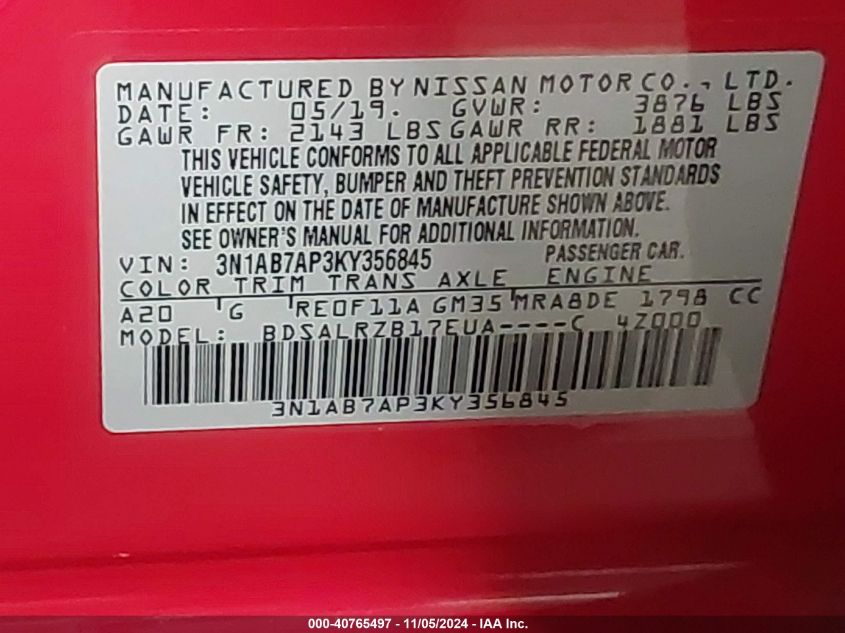 MANUFACTURED BY NISSAN MOTOR CO., LTD.
DATE: 05/19. GVWR: 3876 LBS
GAWR FR: 2143 LBS GAWR RR: 1881 LBS
THIS VEHICLE CONFORMS TO ALL APPLICABLE FEDERAL MOTOR
VEHICLE SAFETY, BUMPER AND THEFT PREVENTION STANDARDS
IN EFFECT ON THE DATE OF MANUFACTURE SHOWN ABOVE.
SEE OWNER'S MANUAL FOR ADDITIONAL INFORMATION.
VIN: 3N1AB7AP3KY356845 PASSENGER CAR.
COLOR TRIM TRANS AXLE ENGINE
A20 G RE0F11A GM35 MRA8DE 1798 CC
MODEL: BDSALRZB17EUA----C 4Z000
3N1AB7AP3KY356845
000-40765497 - 11/05/2024 - IAA Inc.